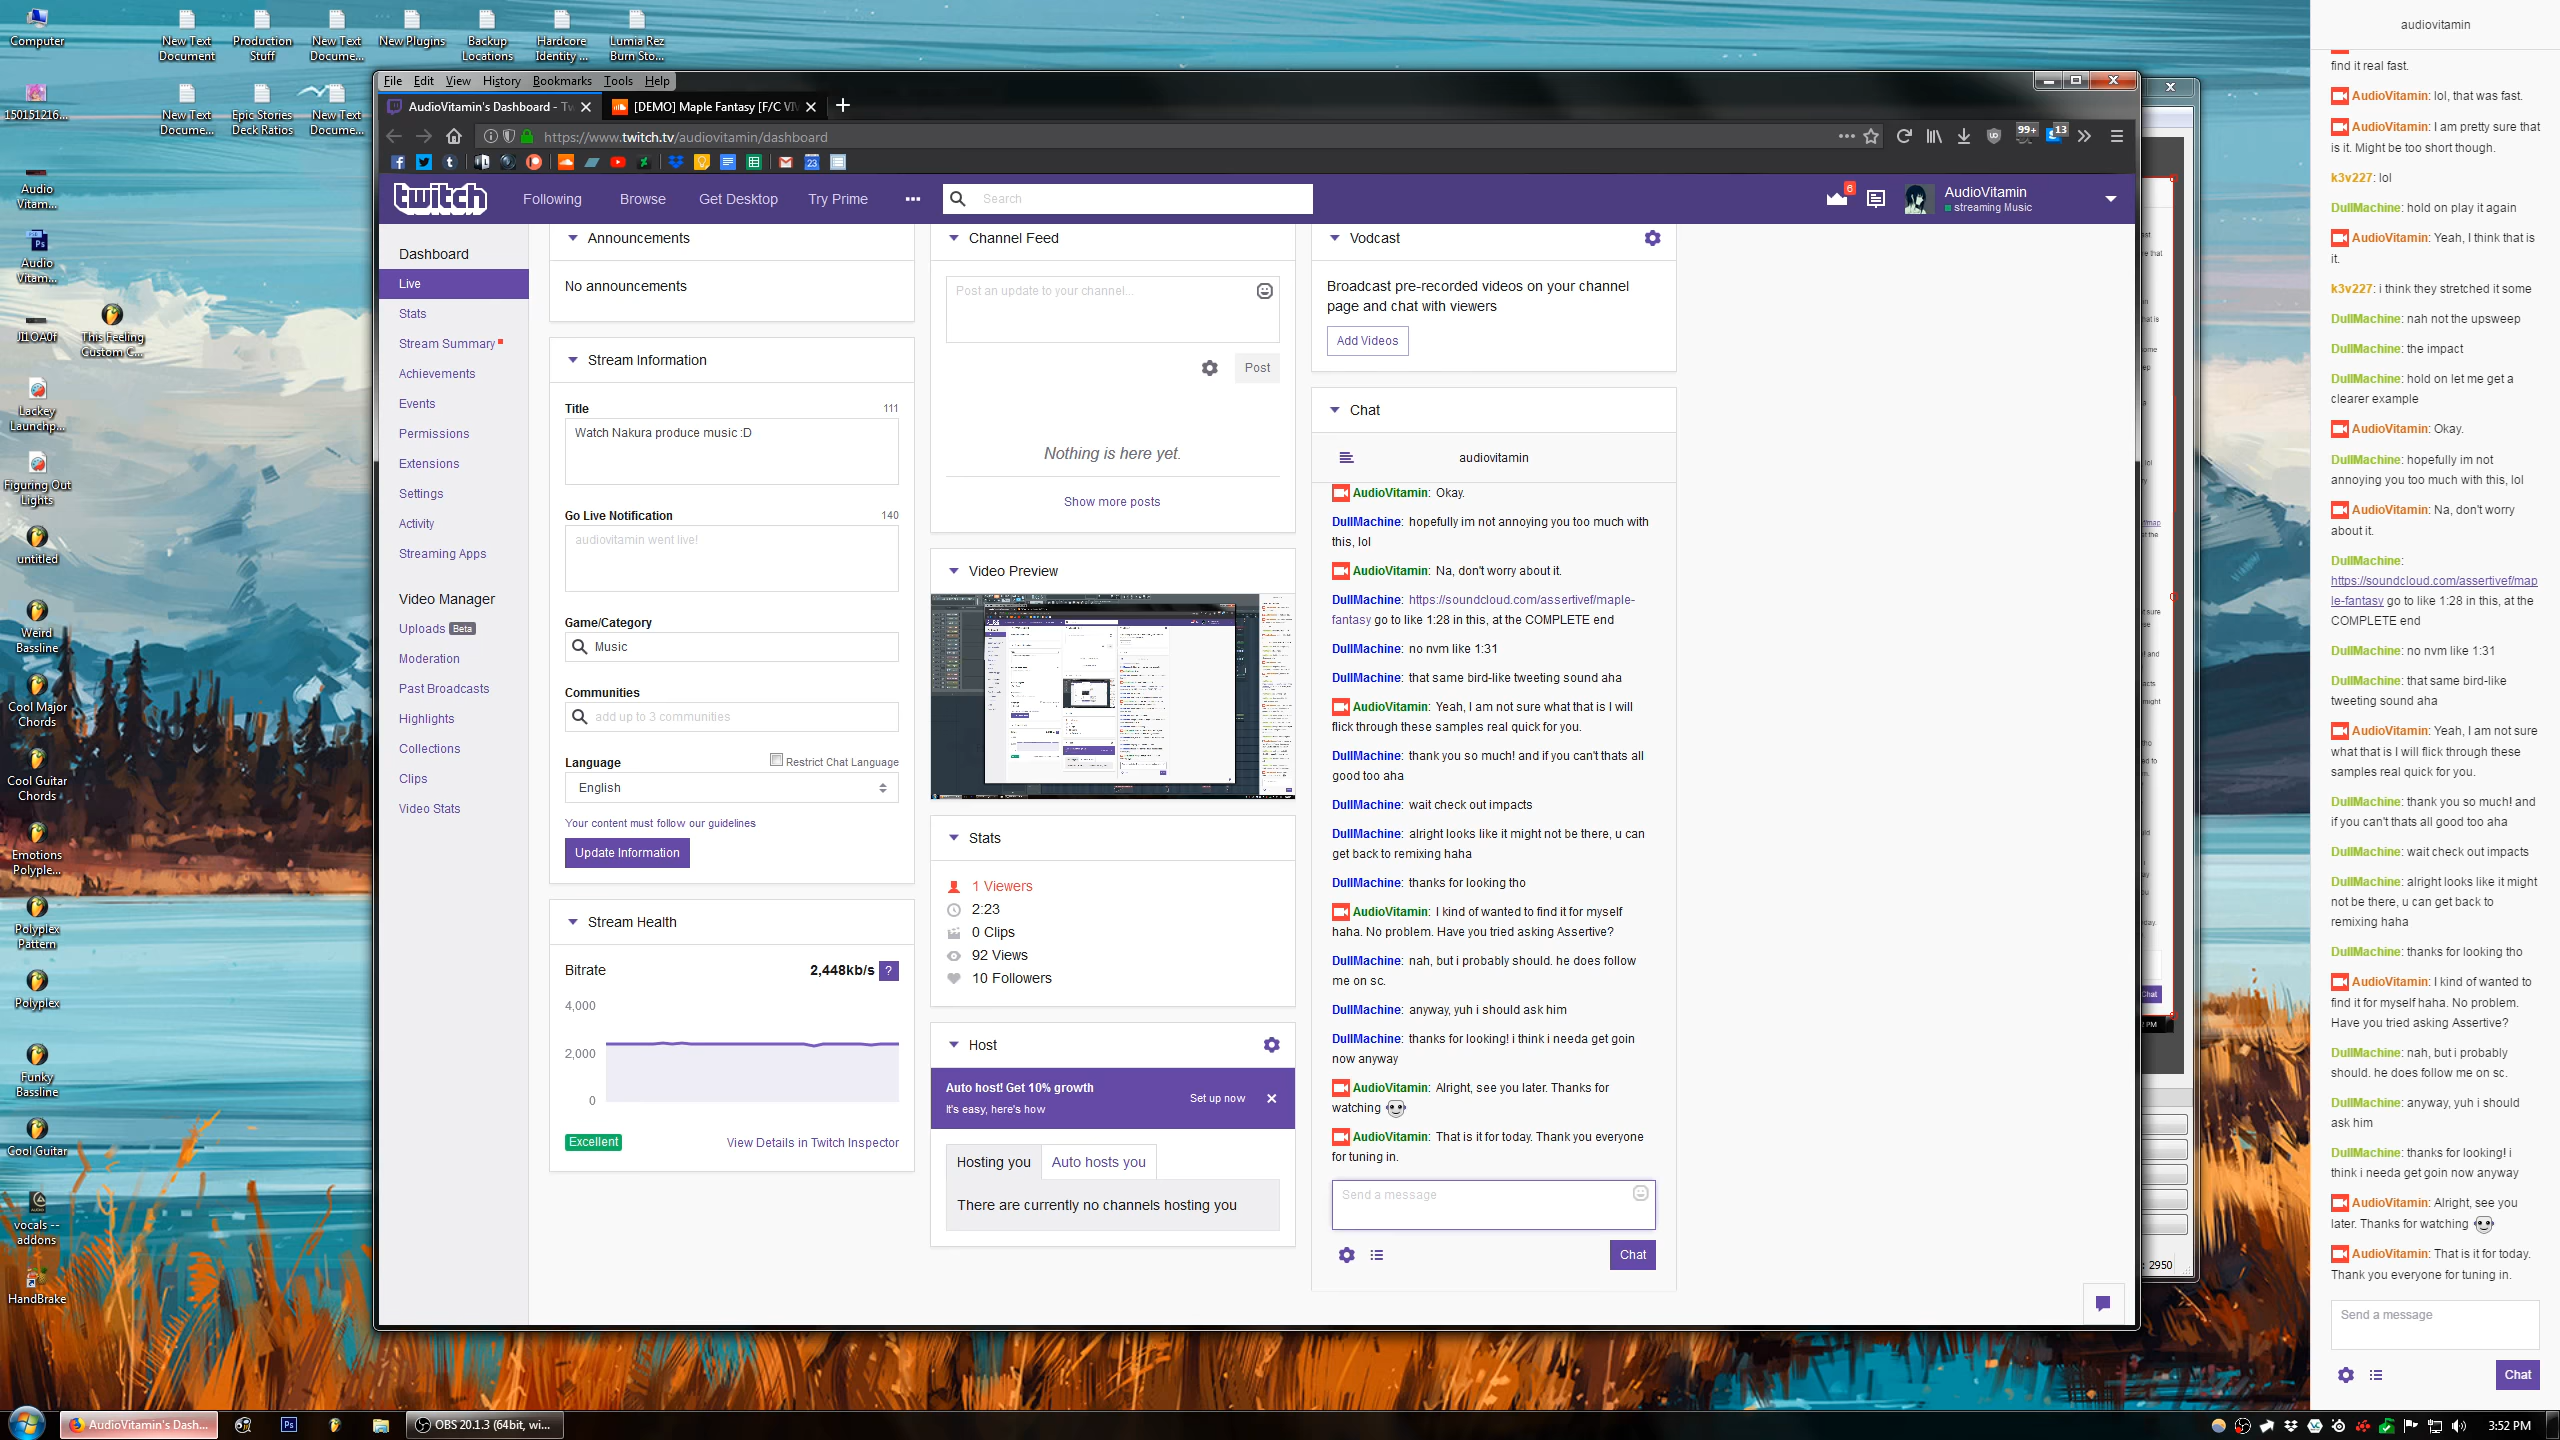 Computer
New Text
Document
Production
Stuff
New Text
Docume...
New Plugins
Backup
Locations
Hardcore
Identity ...
Lumia Rez
Burn Sto...
150151216...
New Text
Docume...
Epic Stories
Deck Ratios
New Text
Docume...
Audio
Vitam...
Audio
Vitam...
This Feeling
Custom C...
Lackey
Launchp...
Figuring Out
Lights
untitled
Weird
Bassline
Cool Major
Chords
Cool Guitar
Chords
Emotions
Polyple...
Polyplex
Pattern
Polyplex
Funky
Bassline
Cool Guitar
vocals --
addons
HandBrake
File Edit View History Bookmarks Tools Help
AudioVitamin's Dashboard - Tw
[DEMO] Maple Fantasy [F/C VIV
https://www.twitch.tv/audiovitamin/dashboard
99+
13
23
twitch
Following
Browse
Get Desktop
Try Prime
Search
6
AudioVitamin
streaming Music
Dashboard
Live
Stats
Stream Summary
Achievements
Events
Permissions
Extensions
Settings
Activity
Streaming Apps
Video Manager
Uploads Beta
Moderation
Past Broadcasts
Highlights
Collections
Clips
Video Stats
Announcements
No announcements
Stream Information
Title 111
Watch Nakura produce music :D
Go Live Notification 140
audiovitamin went live!
Game/Category
Music
Communities
add up to 3 communities
Language
Restrict Chat Language
English
Your content must follow our guidelines
Update Information
Stream Health
Bitrate 2,448kb/s ?
4,000
2,000
0
Excellent
View Details in Twitch Inspector
Channel Feed
Post an update to your channel...
Post
Nothing is here yet.
Show more posts
Video Preview
Stats
1 Viewers
2:23
0 Clips
92 Views
10 Followers
Host
Auto host! Get 10% growth
It's easy, here's how
Set up now
Hosting you
Auto hosts you
There are currently no channels hosting you
Vodcast
Broadcast pre-recorded videos on your channel
page and chat with viewers
Add Videos
Chat
audiovitamin
AudioVitamin: Okay.
DullMachine: hopefully im not annoying you too much with
this, lol
AudioVitamin: Na, don't worry about it.
DullMachine: https://soundcloud.com/assertivef/maple-
fantasy go to like 1:28 in this, at the COMPLETE end
DullMachine: no nvm like 1:31
DullMachine: that same bird-like tweeting sound aha
AudioVitamin: Yeah, I am not sure what that is I will
flick through these samples real quick for you.
DullMachine: thank you so much! and if you can't thats all
good too aha
DullMachine: wait check out impacts
DullMachine: alright looks like it might not be there, u can
get back to remixing haha
DullMachine: thanks for looking tho
AudioVitamin: I kind of wanted to find it for myself
haha. No problem. Have you tried asking Assertive?
DullMachine: nah, but i probably should. he does follow
me on sc.
DullMachine: anyway, yuh i should ask him
DullMachine: thanks for looking! i think i needa get goin
now anyway
AudioVitamin: Alright, see you later. Thanks for
watching
AudioVitamin: That is it for today. Thank you everyone
for tuning in.
Send a message
Chat
Chat
2950
audiovitamin
find it real fast.
AudioVitamin: lol, that was fast.
AudioVitamin: I am pretty sure that
is it. Might be too short though.
k3v227: lol
DullMachine: hold on play it again
AudioVitamin: Yeah, I think that is
it.
k3v227: i think they stretched it some
DullMachine: nah not the upsweep
DullMachine: the impact
DullMachine: hold on let me get a
clearer example
AudioVitamin: Okay.
DullMachine: hopefully im not
annoying you too much with this, lol
AudioVitamin: Na, don't worry
about it.
DullMachine:
https://soundcloud.com/assertivef/map
le-fantasy go to like 1:28 in this, at the
COMPLETE end
DullMachine: no nvm like 1:31
DullMachine: that same bird-like
tweeting sound aha
AudioVitamin: Yeah, I am not sure
what that is I will flick through these
samples real quick for you.
DullMachine: thank you so much! and
if you can't thats all good too aha
DullMachine: wait check out impacts
DullMachine: alright looks like it might
not be there, u can get back to
remixing haha
DullMachine: thanks for looking tho
AudioVitamin: I kind of wanted to
find it for myself haha. No problem.
Have you tried asking Assertive?
DullMachine: nah, but i probably
should. he does follow me on sc.
DullMachine: anyway, yuh i should
ask him
DullMachine: thanks for looking! i
think i needa get goin now anyway
AudioVitamin: Alright, see you
later. Thanks for watching
AudioVitamin: That is it for today.
Thank you everyone for tuning in.
Send a message
Chat
AudioVitamin's Dash...
OBS 20.1.3 (64bit, wi...
3:52 PM